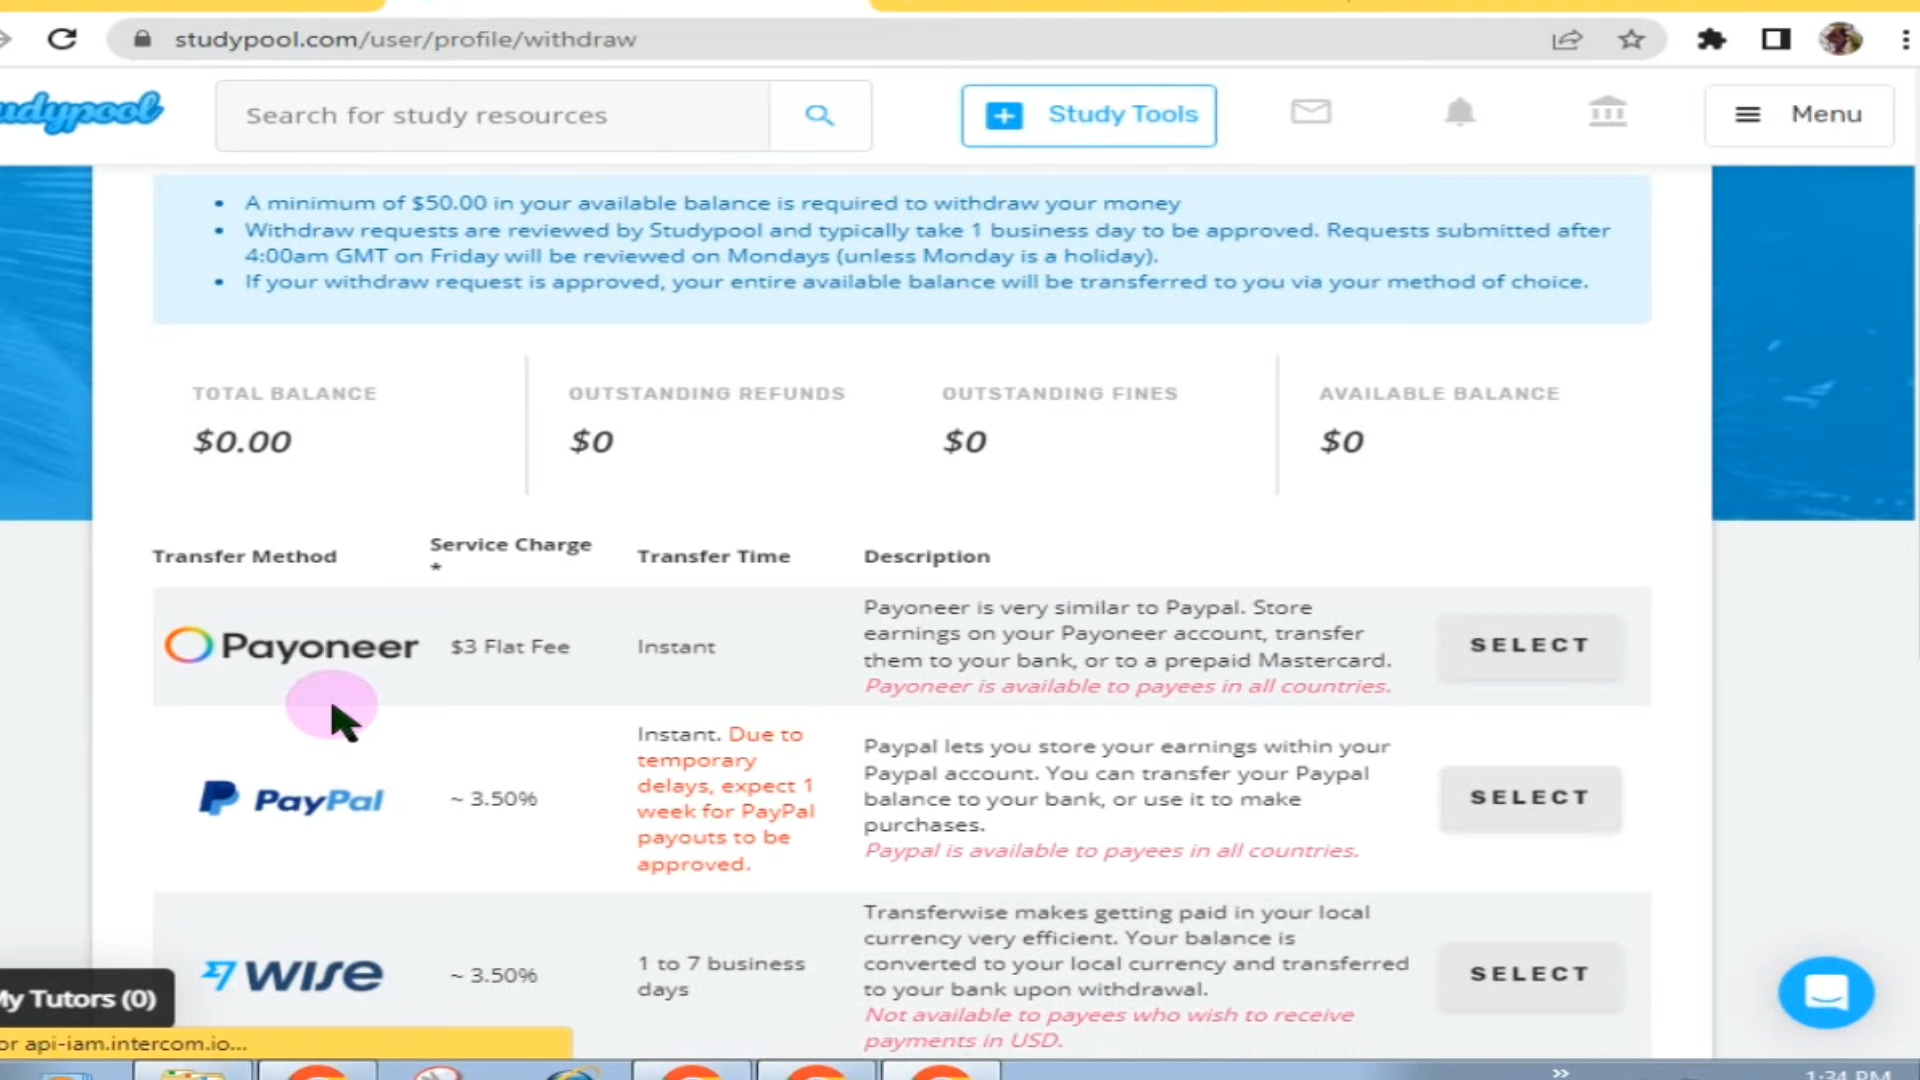 studypool.com/user/profile/withdraw
udypool
Search for study resources
Study Tools
Menu
• A minimum of $50.00 in your available balance is required to withdraw your money
• Withdraw requests are reviewed by Studypool and typically take 1 business day to be approved. Requests submitted after
4:00am GMT on Friday will be reviewed on Mondays (unless Monday is a holiday).
• If your withdraw request is approved, your entire available balance will be transferred to you via your method of choice.
TOTAL BALANCE
$0.00
OUTSTANDING REFUNDS
$0
OUTSTANDING FINES
$0
AVAILABLE BALANCE
$0
Transfer Method
Service Charge
*
Transfer Time
Description
Payoneer
$3 Flat Fee
Instant
Payoneer is very similar to Paypal. Store
earnings on your Payoneer account, transfer
them to your bank, or to a prepaid Mastercard.
Payoneer is available to payees in all countries.
SELECT
PayPal
~ 3.50%
Instant. Due to
temporary
delays, expect 1
week for PayPal
payouts to be
approved.
Paypal lets you store your earnings within your
Paypal account. You can transfer your Paypal
balance to your bank, or use it to make
purchases.
Paypal is available to payees in all countries.
SELECT
WISE
~ 3.50%
1 to 7 business
days
Transferwise makes getting paid in your local
currency very efficient. Your balance is
converted to your local currency and transferred
to your bank upon withdrawal.
Not available to payees who wish to receive
payments in USD.
SELECT
My Tutors (0)
or api-iam.intercom.io...
1:34 PM